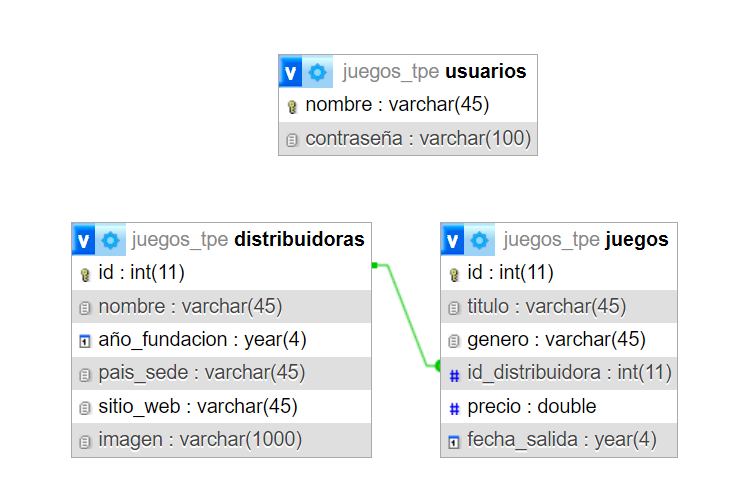 juegos_tpe usuarios
nombre : varchar(45)
contraseña : varchar(100)
juegos_tpe distribuidoras
id : int(11)
nombre : varchar(45)
año_fundacion : year(4)
pais_sede : varchar(45)
sitio_web : varchar(45)
imagen : varchar(1000)
juegos_tpe juegos
id : int(11)
titulo : varchar(45)
genero : varchar(45)
id_distribuidora : int(11)
precio : double
fecha_salida : year(4)